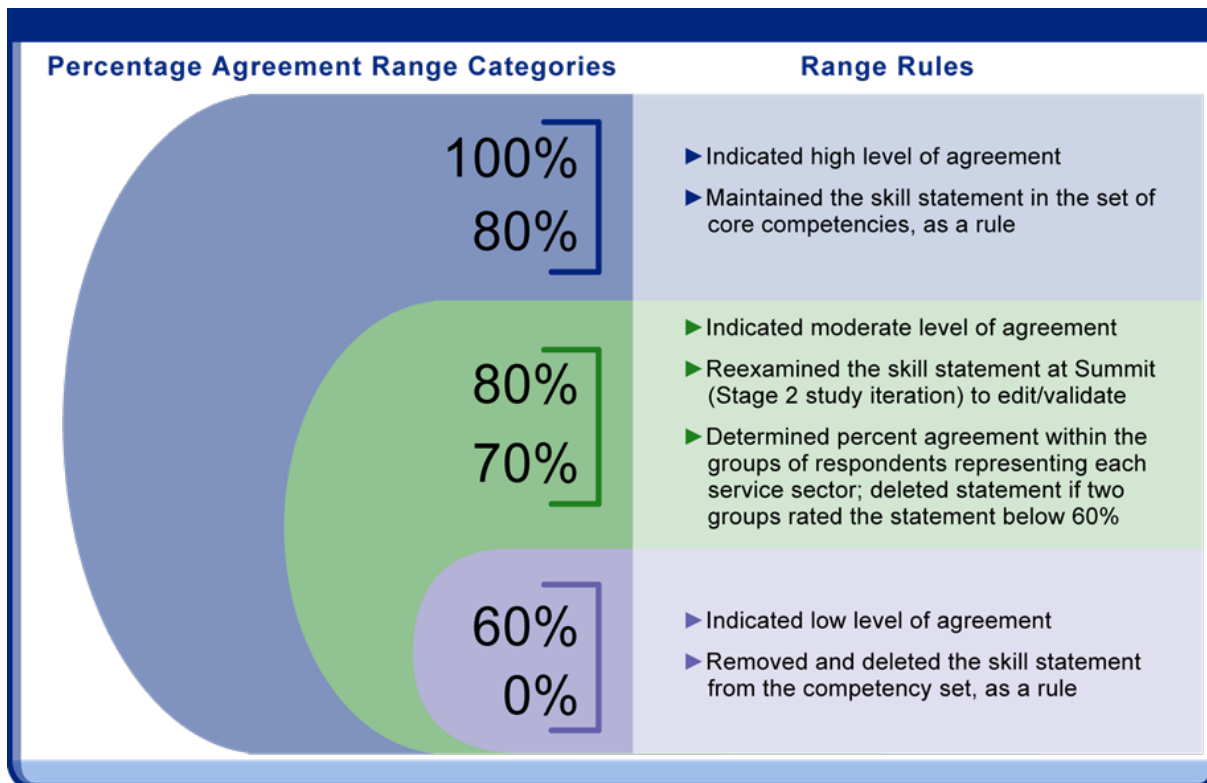 Percentage Agreement Range Categories
Range Rules
100%
80%
►Indicated high level of agreement
►Maintained the skill statement in the set of
core competencies, as a rule
80%
70%
►Indicated moderate level of agreement
►Reexamined the skill statement at Summit
(Stage 2 study iteration) to edit/validate
►Determined percent agreement within the
groups of respondents representing each
service sector; deleted statement if two
groups rated the statement below 60%
60%
0%
►Indicated low level of agreement
►Removed and deleted the skill statement
from the competency set, as a rule